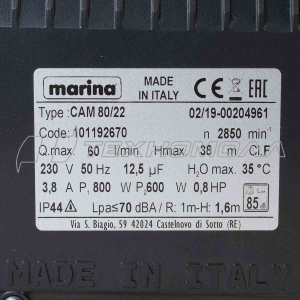 marina MADE IN ITALY CE EAC
Type: CAM 80/22 02/19-00204961
Code: 101192670 n 2850 min⁻¹
Q.max 60 l/min Hmax 38 m Cl.F
230 V 50 Hz 12,5 µF H₂O max. 35°C
3,8 A P₁ 800 W P₂ 600 W 0.8 HP
IP44 Lpa≤70 dBA / R: 1m-H: 1,6m 85 dB
Via S. Biagio, 59 42024 Castelnovo di Sotto (RE)
MADE IN ITALY
ТЕХНОПОЛИС